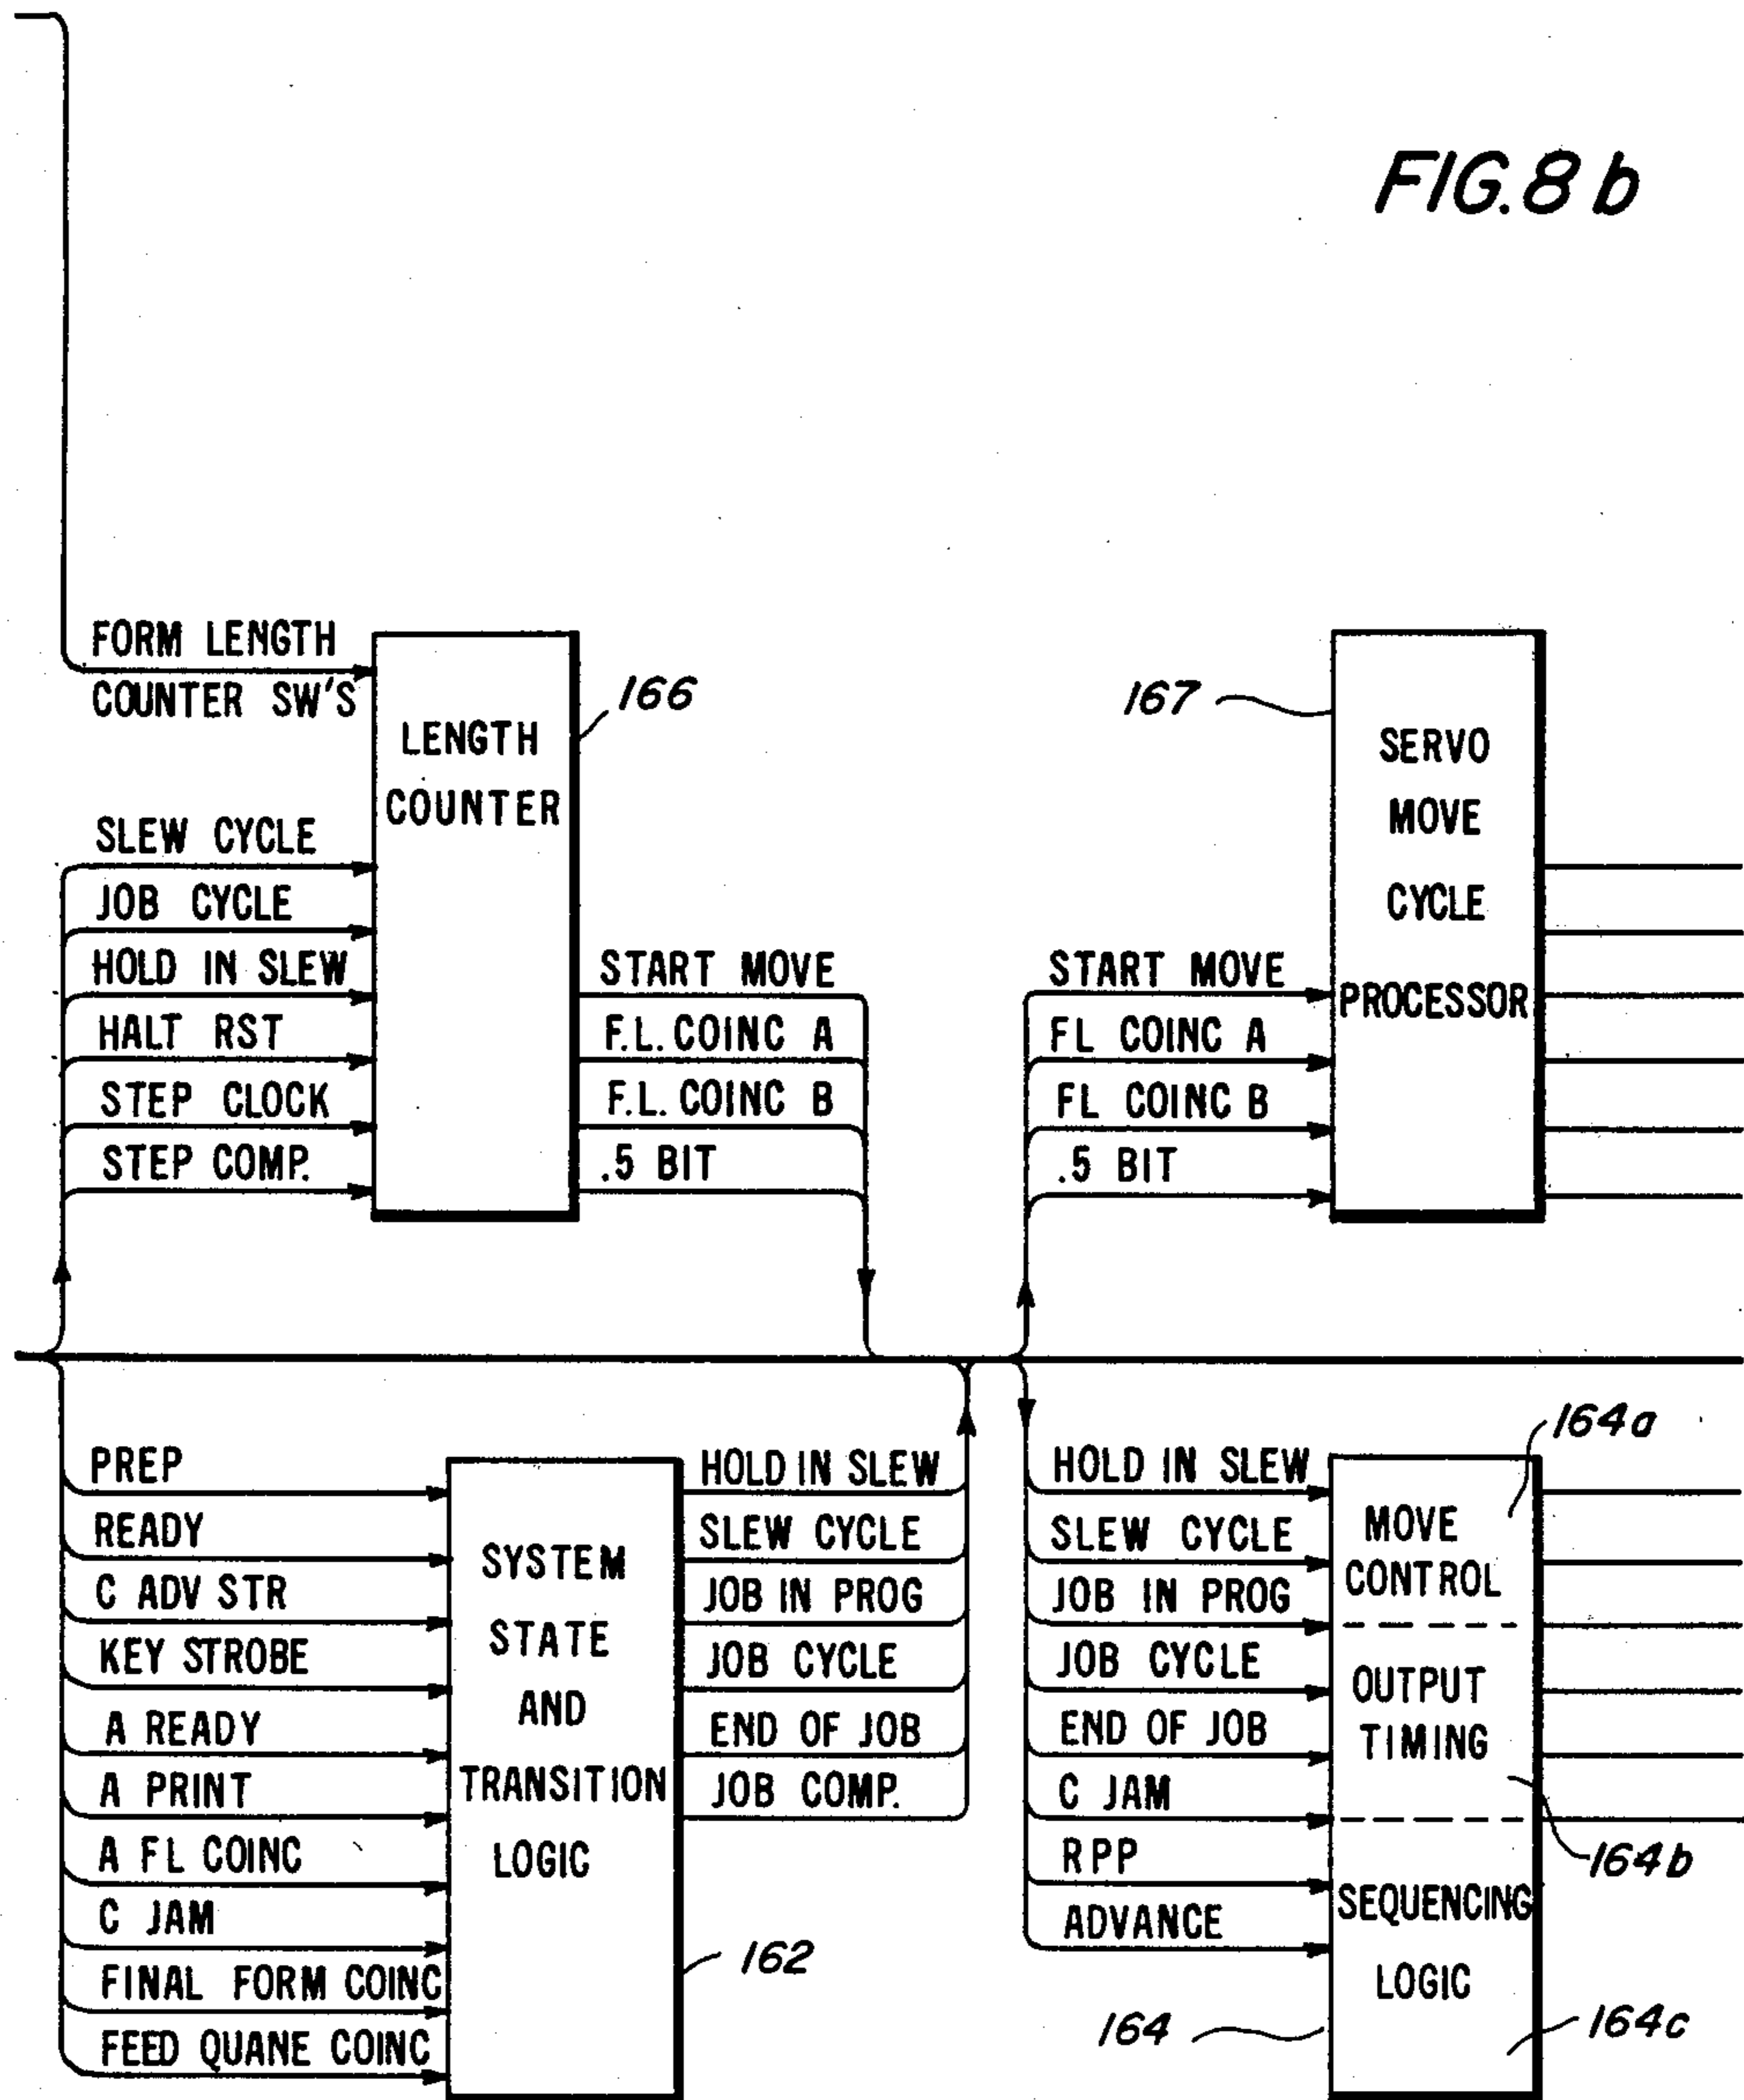 FIG. 8 b
FORM LENGTH
COUNTER SW'S
SLEW CYCLE
JOB CYCLE
HOLD IN SLEW
HALT RST
STEP CLOCK
STEP COMP.
LENGTH
COUNTER
166
START MOVE
F.L. COINC A
F.L. COINC B
.5 BIT
START MOVE
FL COINC A
FL COINC B
.5 BIT
167
SERVO
MOVE
CYCLE
PROCESSOR
PREP
READY
C ADV STR
KEY STROBE
A READY
A PRINT
A FL COINC
C JAM
FINAL FORM COINC
FEED QUANE COINC
SYSTEM
STATE
AND
TRANSITION
LOGIC
162
HOLD IN SLEW
SLEW CYCLE
JOB IN PROG
JOB CYCLE
END OF JOB
JOB COMP.
HOLD IN SLEW
SLEW CYCLE
JOB IN PROG
JOB CYCLE
END OF JOB
C JAM
RPP
ADVANCE
164
MOVE
CONTROL
OUTPUT
TIMING
SEQUENCING
LOGIC
164a
164b
164c